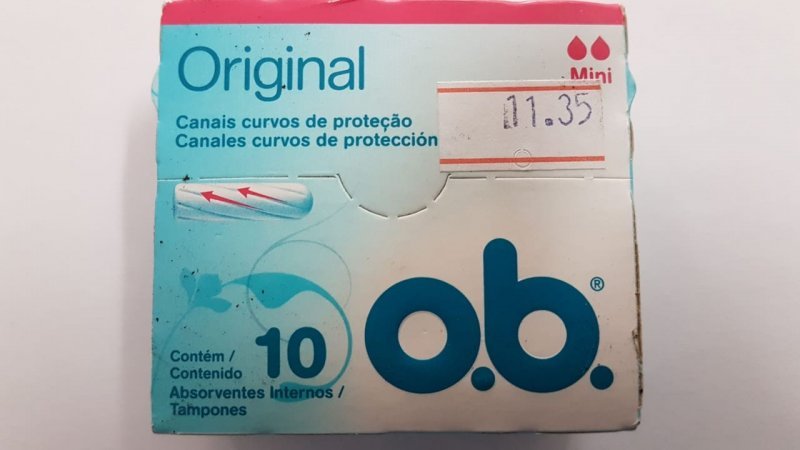 Original
Mini
11.35
Canais curvos de proteção
Canales curvos de protección
o.b.®
Contém /
Contenido
10
Absorventes Internos /
Tampones